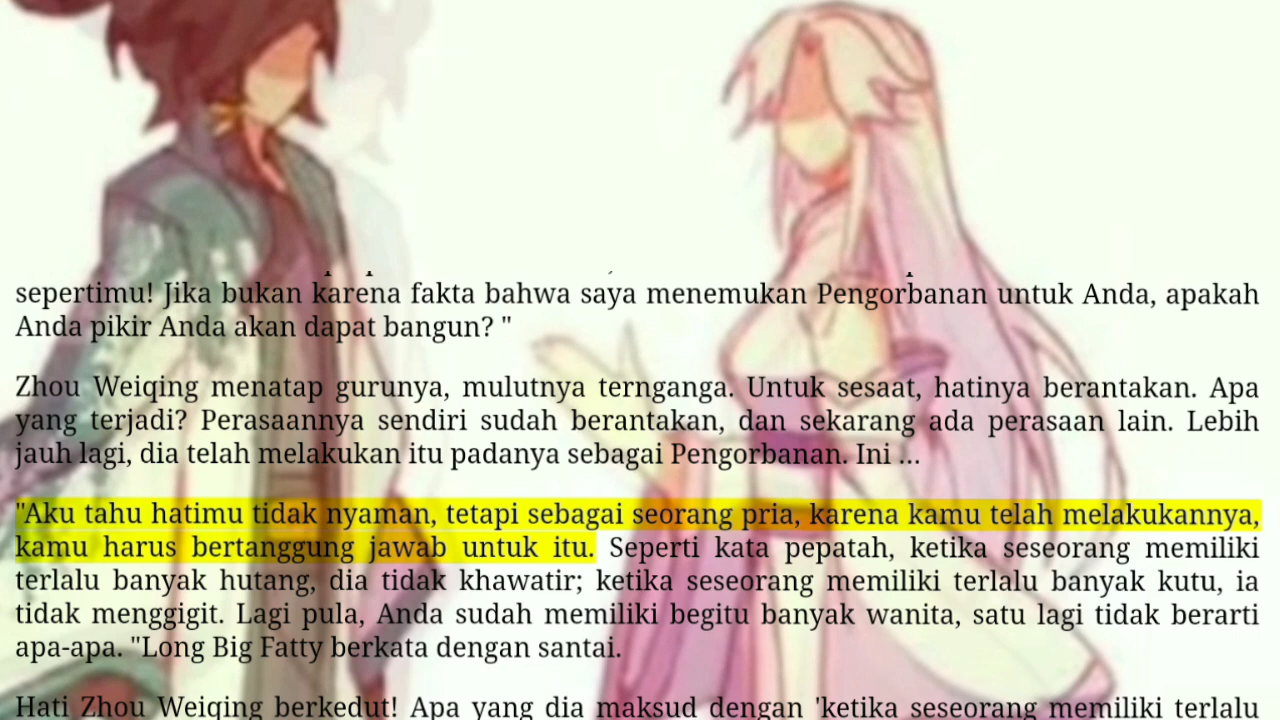 sepertimu! Jika bukan karena fakta bahwa saya menemukan Pengorbanan untuk Anda, apakah
Anda pikir Anda akan dapat bangun? "
Zhou Weiqing menatap gurunya, mulutnya ternganga. Untuk sesaat, hatinya berantakan. Apa
yang terjadi? Perasaannya sendiri sudah berantakan, dan sekarang ada perasaan lain. Lebih
jauh lagi, dia telah melakukan itu padanya sebagai Pengorbanan. Ini ...
"Aku tahu hatimu tidak nyaman, tetapi sebagai seorang pria, karena kamu telah melakukannya,
kamu harus bertanggung jawab untuk itu. Seperti kata pepatah, ketika seseorang memiliki
terlalu banyak hutang, dia tidak khawatir; ketika seseorang memiliki terlalu banyak kutu, ia
tidak menggigit. Lagi pula, Anda sudah memiliki begitu banyak wanita, satu lagi tidak berarti
apa-apa. "Long Big Fatty berkata dengan santai.
Hati Zhou Weiqing berkedut! Apa yang dia maksud dengan 'ketika seseorang memiliki terlalu